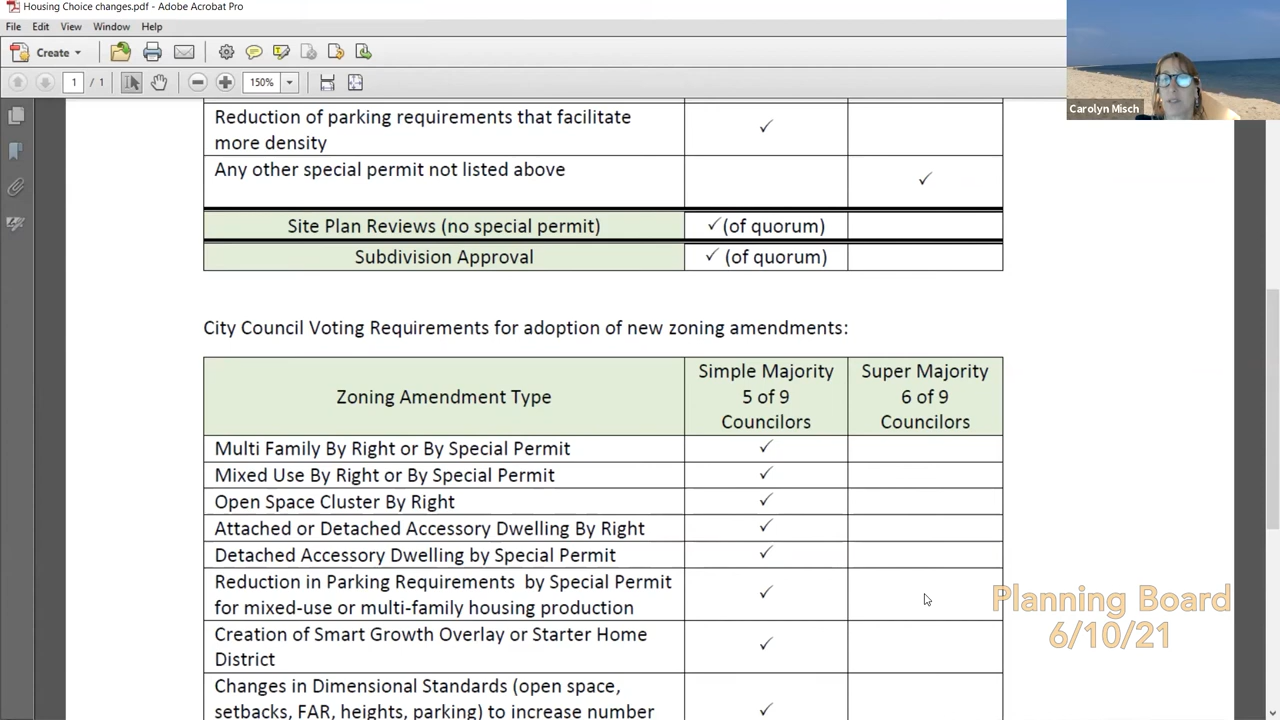 Housing Choice changes.pdf - Adobe Acrobat Pro
File Edit View Window Help
Create
1 / 1 150%
Carolyn Misch
Reduction of parking requirements that facilitate
more density ✓
Any other special permit not listed above ✓
Site Plan Reviews (no special permit) ✓(of quorum)
Subdivision Approval ✓ (of quorum)
City Council Voting Requirements for adoption of new zoning amendments:
Zoning Amendment Type
Simple Majority
5 of 9
Councilors
Super Majority
6 of 9
Councilors
Multi Family By Right or By Special Permit ✓
Mixed Use By Right or By Special Permit ✓
Open Space Cluster By Right ✓
Attached or Detached Accessory Dwelling By Right ✓
Detached Accessory Dwelling by Special Permit ✓
Reduction in Parking Requirements by Special Permit
for mixed-use or multi-family housing production ✓
Creation of Smart Growth Overlay or Starter Home
District ✓
Changes in Dimensional Standards (open space,
setbacks, FAR, heights, parking) to increase number ✓
Planning Board
6/10/21